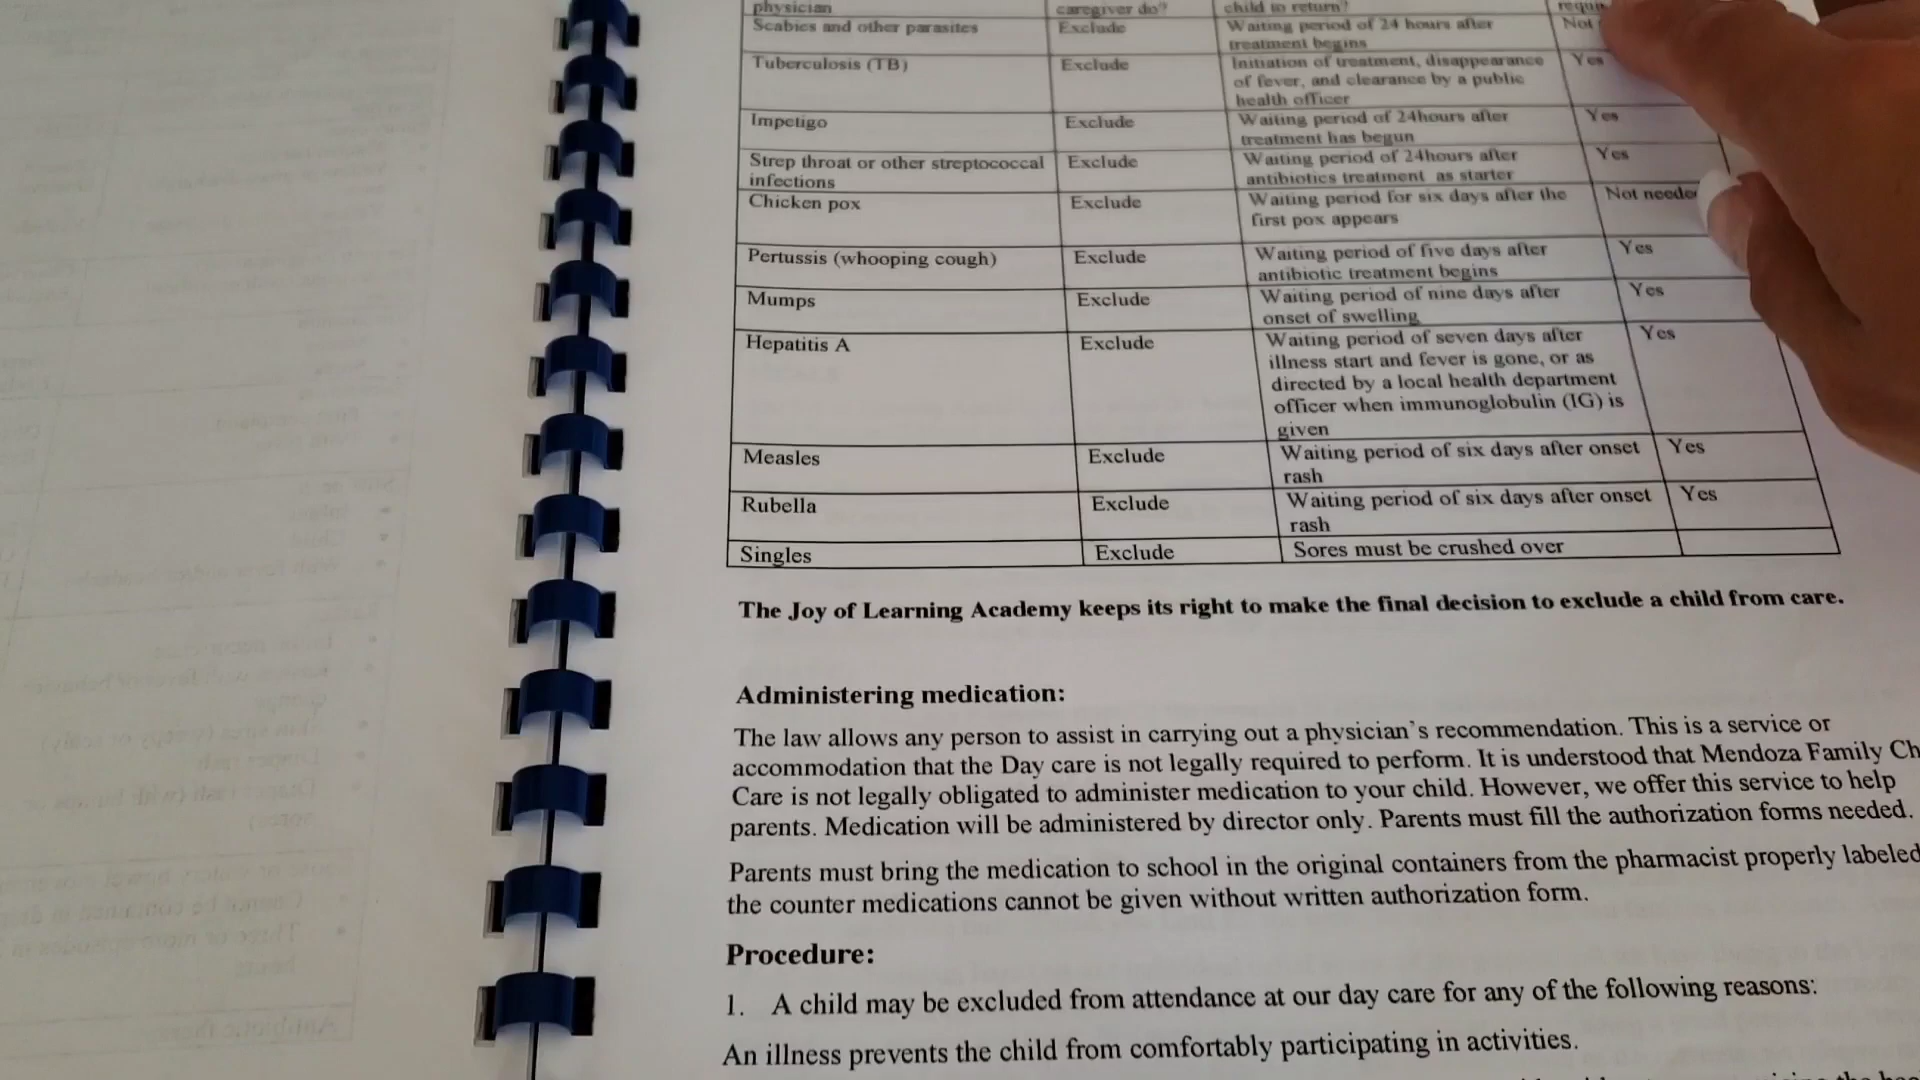 physician
caregiver do?
child to return?
Scabies and other parasites
Exclude
Waiting period of 24 hours after
treatment begins
Not
Tuberculosis (TB)
Exclude
Initiation of treatment, disappearance
of fever, and clearance by a public
health officer
Yes
Impetigo
Exclude
Waiting period of 24hours after
treatment has begun
Yes
Strep throat or other streptococcal
infections
Exclude
Waiting period of 24hours after
antibiotics treatment as starter
Yes
Chicken pox
Exclude
Waiting period for six days after the
first pox appears
Not neede
Pertussis (whooping cough)
Exclude
Waiting period of five days after
antibiotic treatment begins
Yes
Mumps
Exclude
Waiting period of nine days after
onset of swelling
Yes
Hepatitis A
Exclude
Waiting period of seven days after
illness start and fever is gone, or as
directed by a local health department
officer when immunoglobulin (IG) is
given
Yes
Measles
Exclude
Waiting period of six days after onset
rash
Yes
Rubella
Exclude
Waiting period of six days after onset
rash
Yes
Singles
Exclude
Sores must be crushed over
The Joy of Learning Academy keeps its right to make the final decision to exclude a child from care.
Administering medication:
The law allows any person to assist in carrying out a physician's recommendation. This is a service or
accommodation that the Day care is not legally required to perform. It is understood that Mendoza Family Ch
Care is not legally obligated to administer medication to your child. However, we offer this service to help
parents. Medication will be administered by director only. Parents must fill the authorization forms needed.
Parents must bring the medication to school in the original containers from the pharmacist properly labeled
the counter medications cannot be given without written authorization form.
Procedure:
1. A child may be excluded from attendance at our day care for any of the following reasons:
An illness prevents the child from comfortably participating in activities.